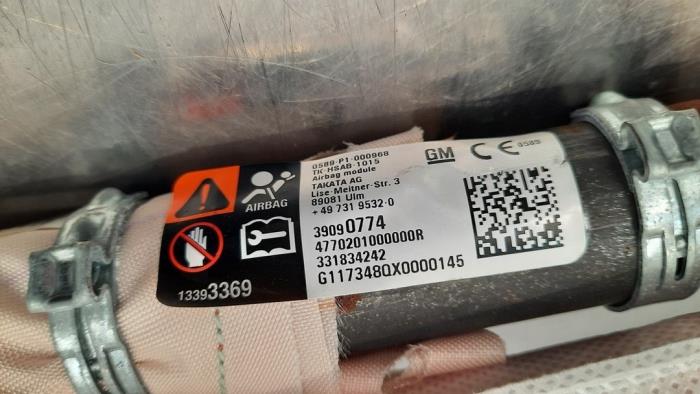 0589-P1-000968
TK-HSAB-1015
Airbag module
TAKATA AG
Lise-Meitner-Str. 3
89081 Ulm
+ 49 731 9532-0
GM
CE 0589
AIRBAG
39090774
4770201000000R
331834242
G117348QX0000145
13393369